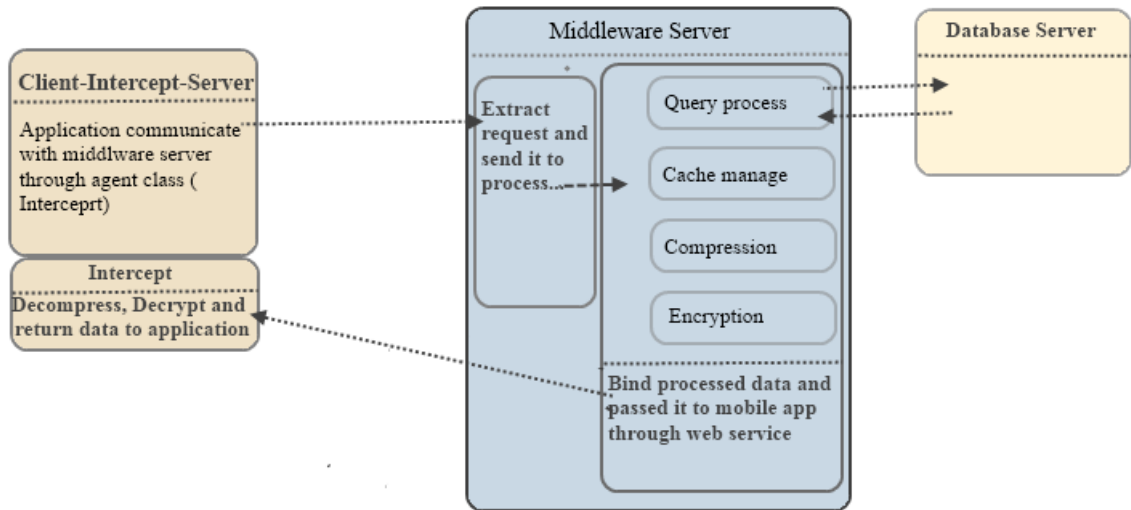 Client-Intercept-Server
Application communicate
with middlware server
through agent class (
Interceprt)
Intercept
Decompress, Decrypt and
return data to application
Middleware Server
Extract
request and
send it to
process...
Query process
Cache manage
Compression
Encryption
Bind processed data and
passed it to mobile app
through web service
Database Server